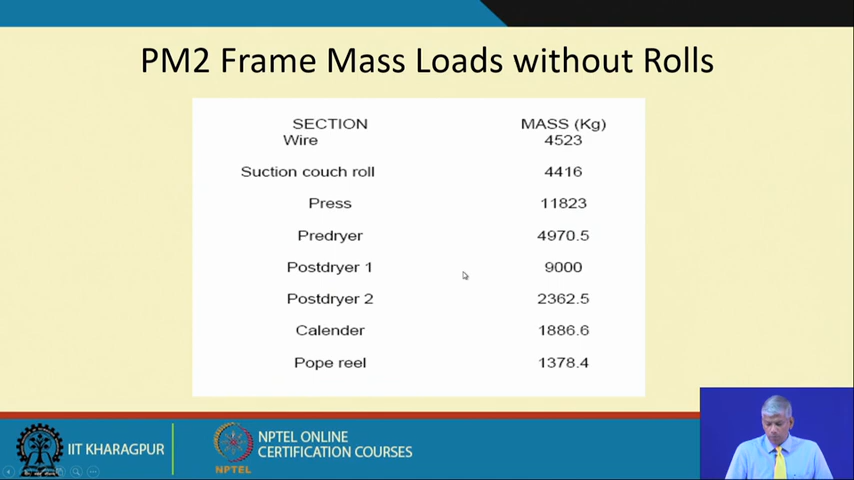 PM2 Frame Mass Loads without Rolls
SECTION MASS (Kg)
Wire 4523
Suction couch roll 4416
Press 11823
Predryer 4970.5
Postdryer 1 9000
Postdryer 2 2362.5
Calender 1886.6
Pope reel 1378.4
IIT KHARAGPUR
NPTEL
NPTEL ONLINE
CERTIFICATION COURSES